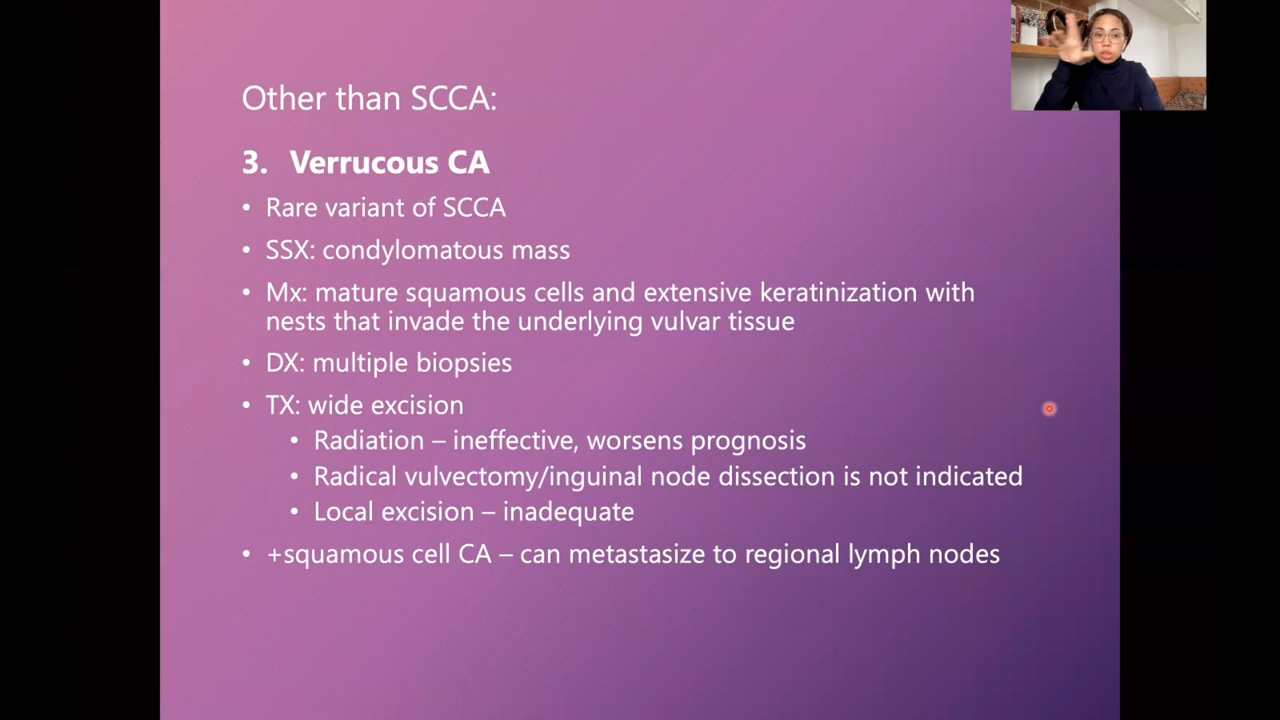 Other than SCCA:
3. Verrucous CA
• Rare variant of SCCA
• SSX: condylomatous mass
• Mx: mature squamous cells and extensive keratinization with
nests that invade the underlying vulvar tissue
• DX: multiple biopsies
• TX: wide excision
• Radiation – ineffective, worsens prognosis
• Radical vulvectomy/inguinal node dissection is not indicated
• Local excision – inadequate
• +squamous cell CA – can metastasize to regional lymph nodes